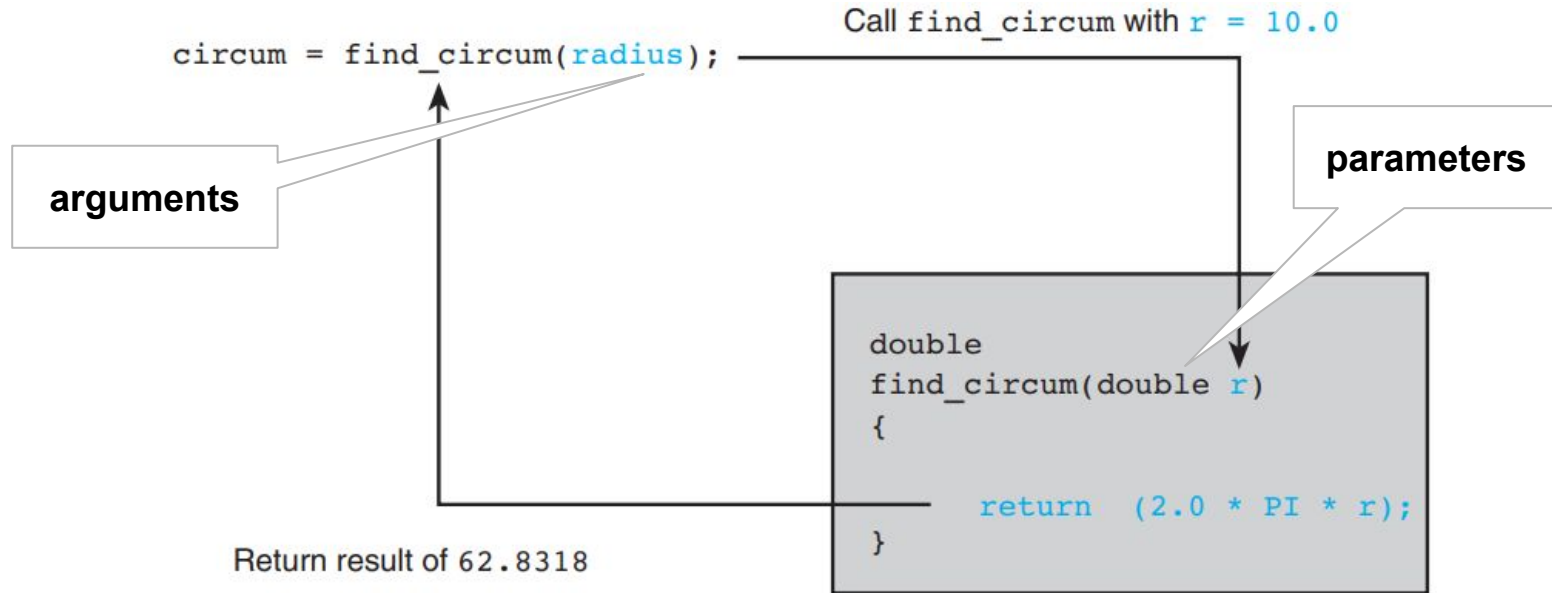 Call find_circum with r = 10.0
circum = find_circum(radius);
arguments
parameters
double
find_circum(double r)
{
return (2.0 * PI * r);
}
Return result of 62.8318